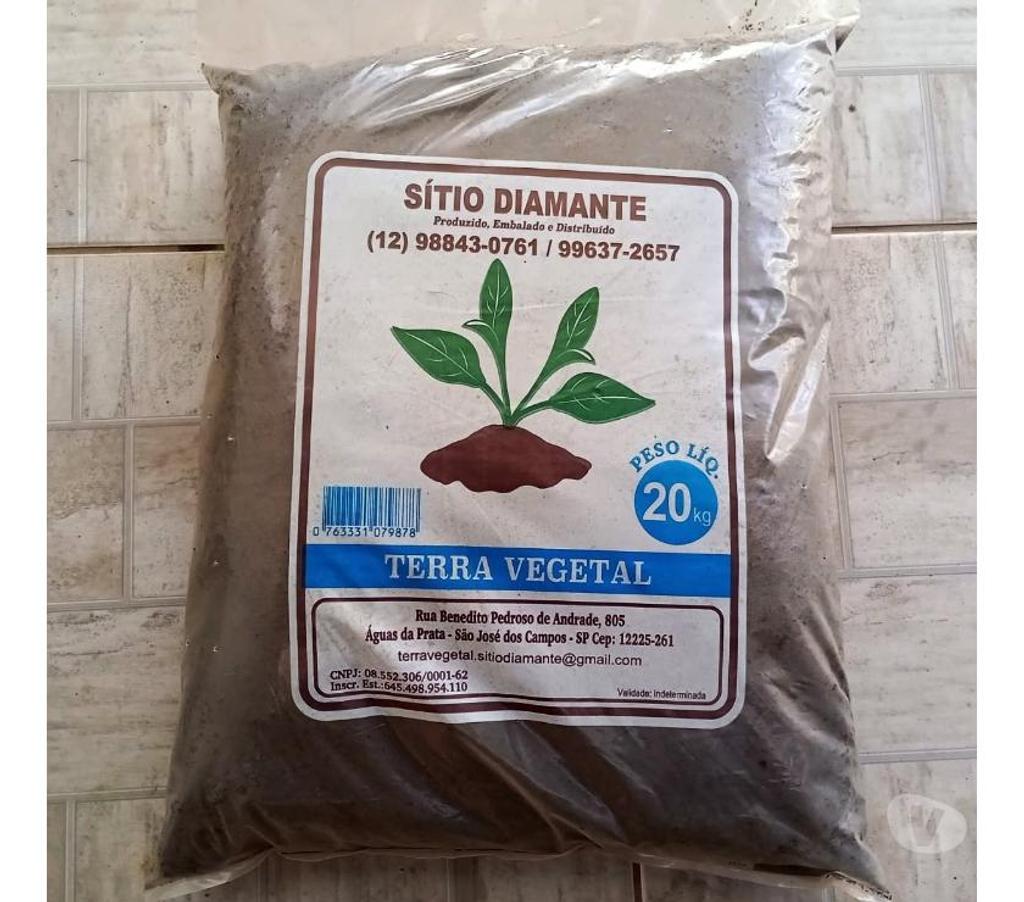 SÍTIO DIAMANTE
Produzido, Embalado e Distribuído
(12) 98843-0761 / 99637-2657
PESO LÍQ.
20 kg
0 763331 079878
TERRA VEGETAL
Rua Benedito Pedroso de Andrade, 805
Águas da Prata - São José dos Campos - SP Cep: 12225-261
terravegetal.sitiodiamante@gmail.com
CNPJ: 08.552.306/0001-62
Inscr. Est.:645.498.954.110
Validade: indeterminada